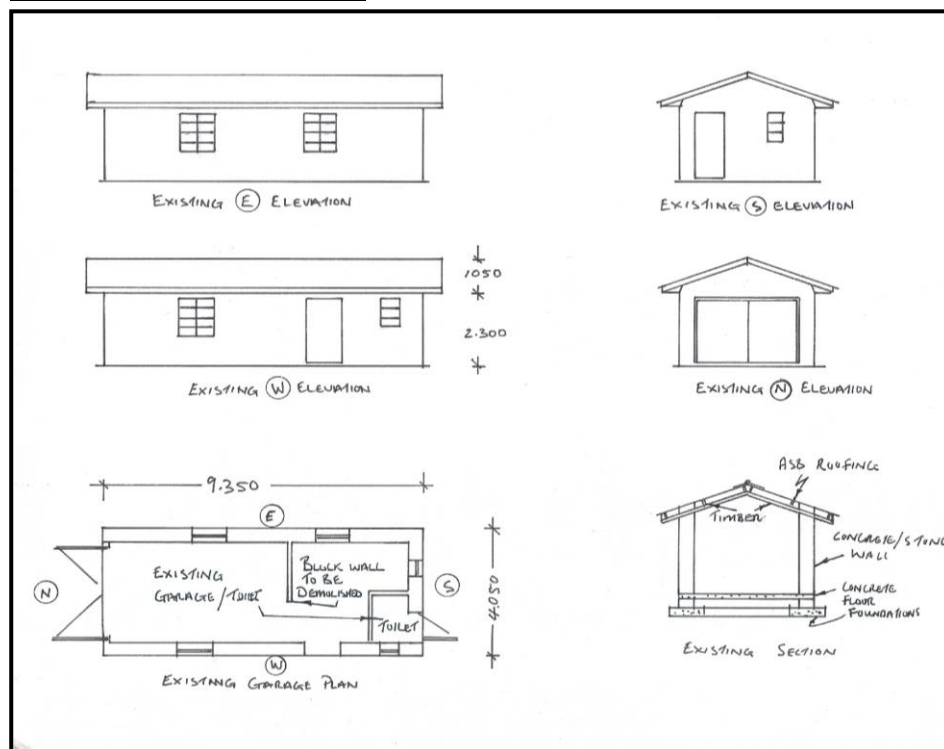 EXISTING E ELEVATION
EXISTING S ELEVATION
1050
2.300
EXISTING W ELEVATION
EXISTING N ELEVATION
9.350
E
N
EXISTING
GARAGE/TOILET
BLOCK WALL
TO BE
DEMOLISHED
TOILET
S
4.050
W
EXISTING GARAGE PLAN
ASB ROOFING
TIMBER
CONCRETE/STONE
WALL
CONCRETE
FLOOR
FOUNDATIONS
EXISTING SECTION